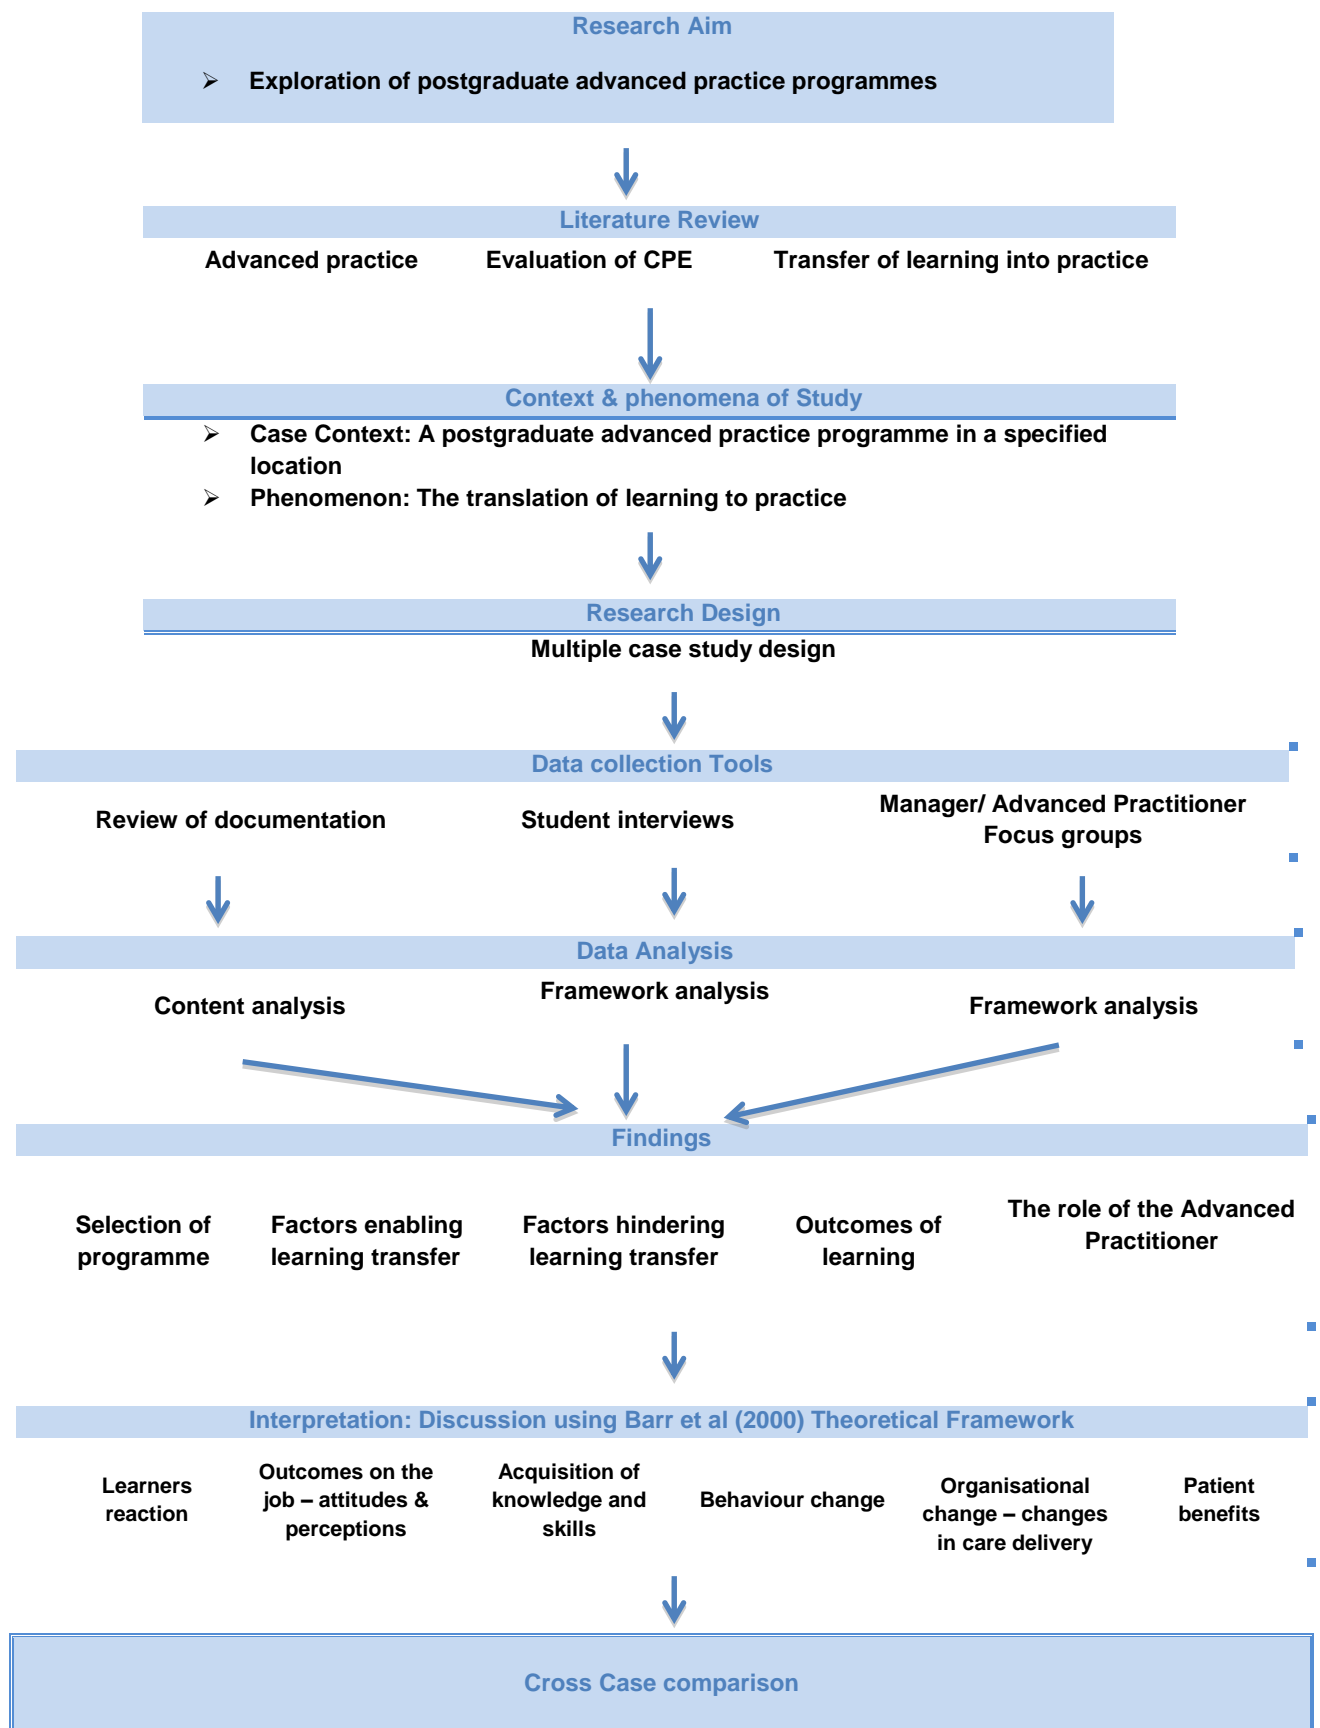 Research Aim
➢ Exploration of postgraduate advanced practice programmes
Literature Review
Advanced practice Evaluation of CPE Transfer of learning into practice
Context & phenomena of Study
➢ Case Context: A postgraduate advanced practice programme in a specified
location
➢ Phenomenon: The translation of learning to practice
Research Design
Multiple case study design
Data collection Tools
Review of documentation
Student interviews
Manager/ Advanced Practitioner
Focus groups
Data Analysis
Content analysis
Framework analysis
Framework analysis
Findings
Selection of
programme
Factors enabling
learning transfer
Factors hindering
learning transfer
Outcomes of
learning
The role of the Advanced
Practitioner
Interpretation: Discussion using Barr et al (2000) Theoretical Framework
Learners
reaction
Outcomes on the
job – attitudes &
perceptions
Acquisition of
knowledge and
skills
Behaviour change
Organisational
change – changes
in care delivery
Patient
benefits
Cross Case comparison